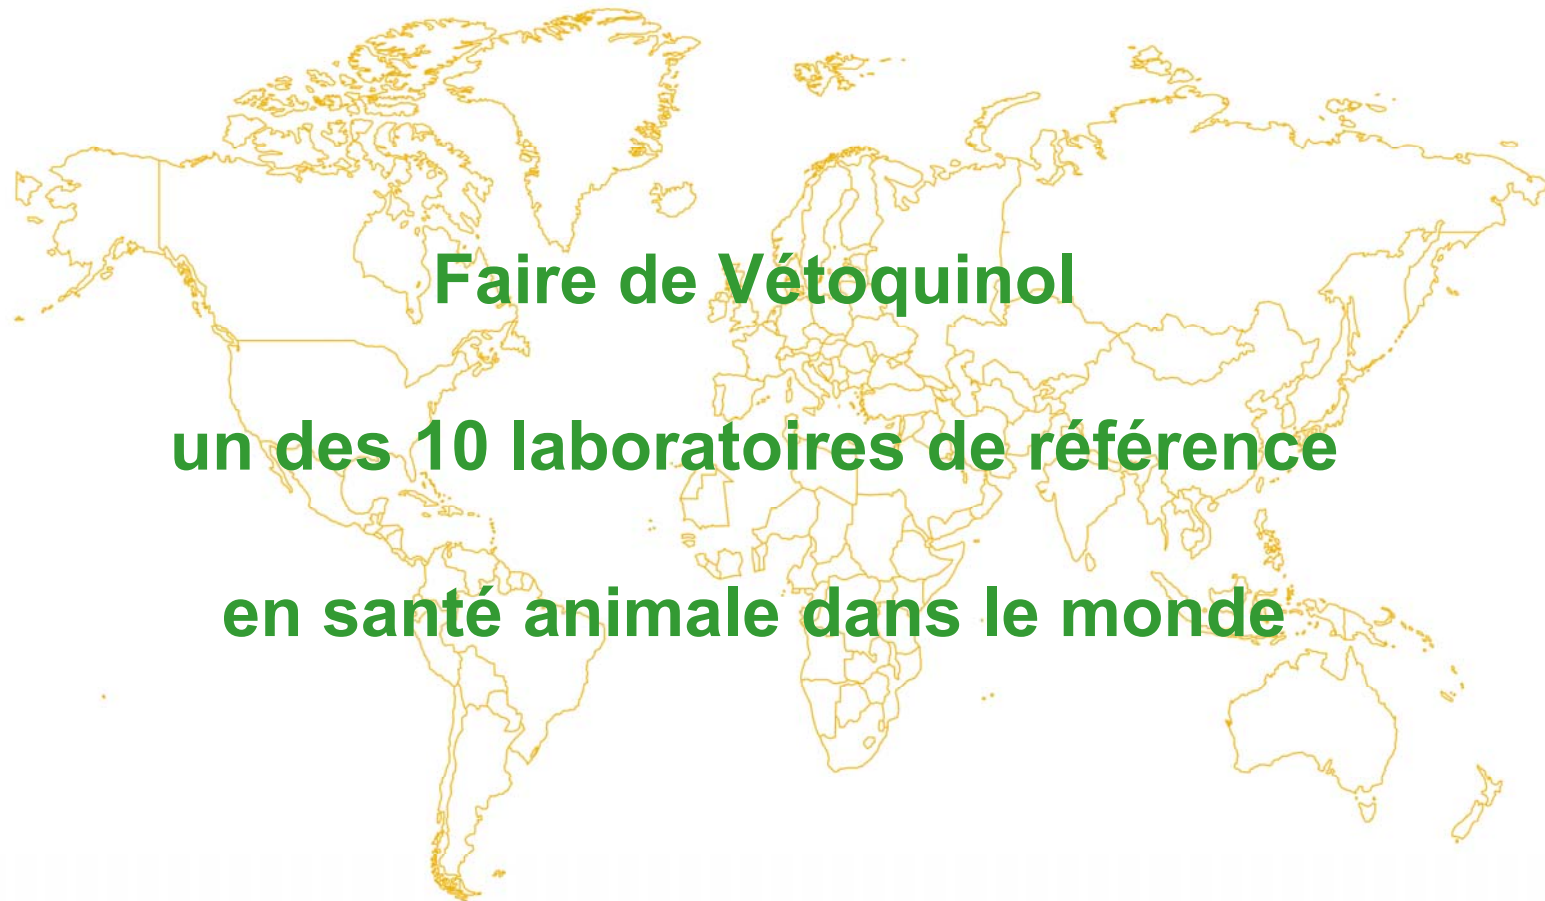 Faire de Vétoquinol
un des 10 laboratoires de référence
en santé animale dans le monde